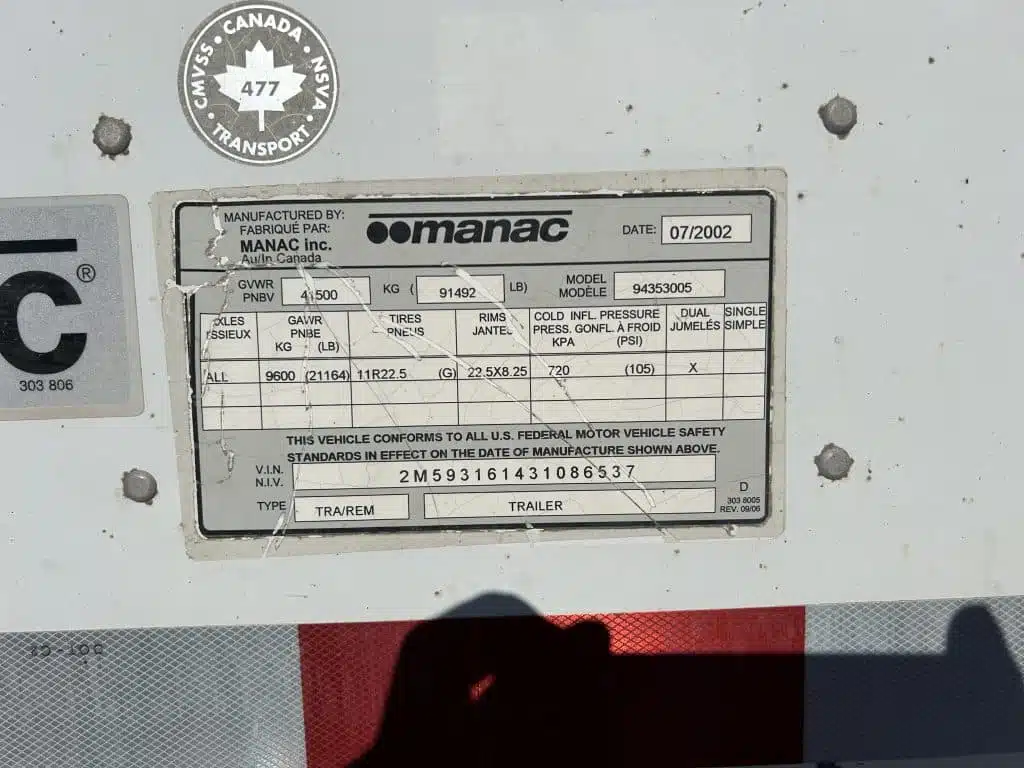 CMVSS • CANADA • NSVA • TRANSPORT
477
C®
303 806
MANUFACTURED BY:
FABRIQUÉ PAR:
MANAC inc.
Au/In Canada
manac
DATE: 07/2002
GVWR
PNBV
41500 KG ( 91492 LB)
MODEL
MODÈLE
94353005
GAWR
PNBE
KG (LB)
TIRES
PNEUS
RIMS
JANTES
COLD INFL. PRESSURE
PRESS. GONFL. À FROID
KPA (PSI)
DUAL
JUMELÉS
SINGLE
SIMPLE
ALL 9600 (21164) 11R22.5 (G) 22.5X8.25 720 (105) X
THIS VEHICLE CONFORMS TO ALL U.S. FEDERAL MOTOR VEHICLE SAFETY
STANDARDS IN EFFECT ON THE DATE OF MANUFACTURE SHOWN ABOVE.
V.I.N.
N.I.V.
2M593161431086537
TYPE TRA/REM TRAILER
D
303 8005
REV. 09/06
DOT-C2